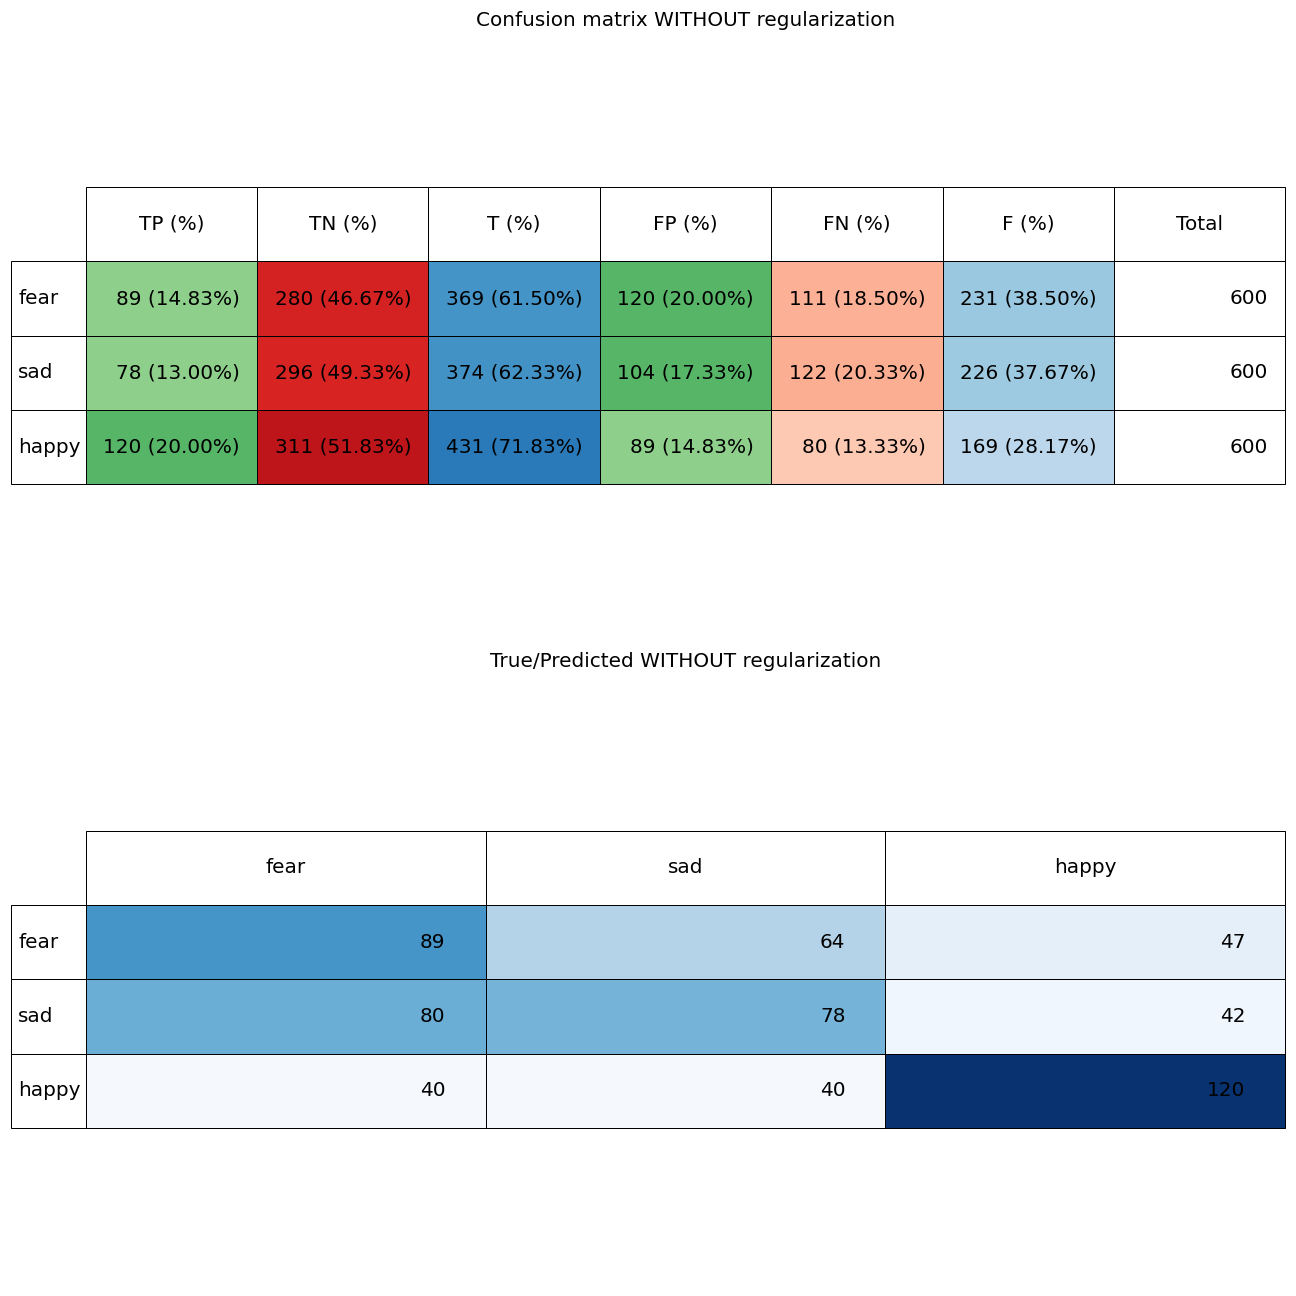 Confusion matrix WITHOUT regularization
TP (%) TN (%) T (%) FP (%) FN (%) F (%) Total
fear 89 (14.83%) 280 (46.67%) 369 (61.50%) 120 (20.00%) 111 (18.50%) 231 (38.50%) 600
sad 78 (13.00%) 296 (49.33%) 374 (62.33%) 104 (17.33%) 122 (20.33%) 226 (37.67%) 600
happy 120 (20.00%) 311 (51.83%) 431 (71.83%) 89 (14.83%) 80 (13.33%) 169 (28.17%) 600
True/Predicted WITHOUT regularization
fear sad happy
fear 89 64 47
sad 80 78 42
happy 40 40 120